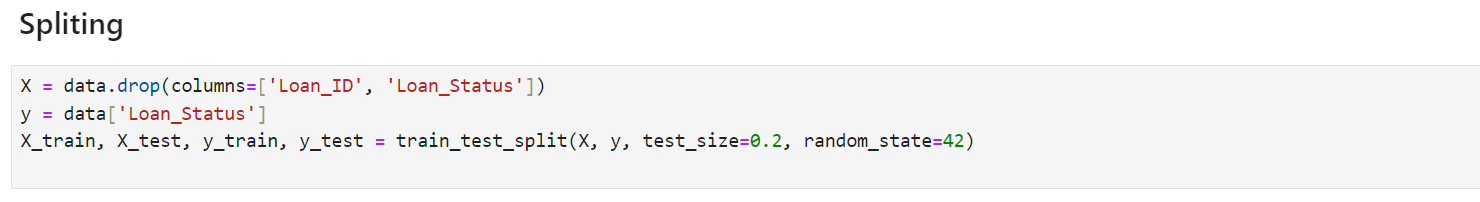 Spliting
X = data.drop(columns=['Loan_ID', 'Loan_Status'])
y = data['Loan_Status']
X_train, X_test, y_train, y_test = train_test_split(X, y, test_size=0.2, random_state=42)